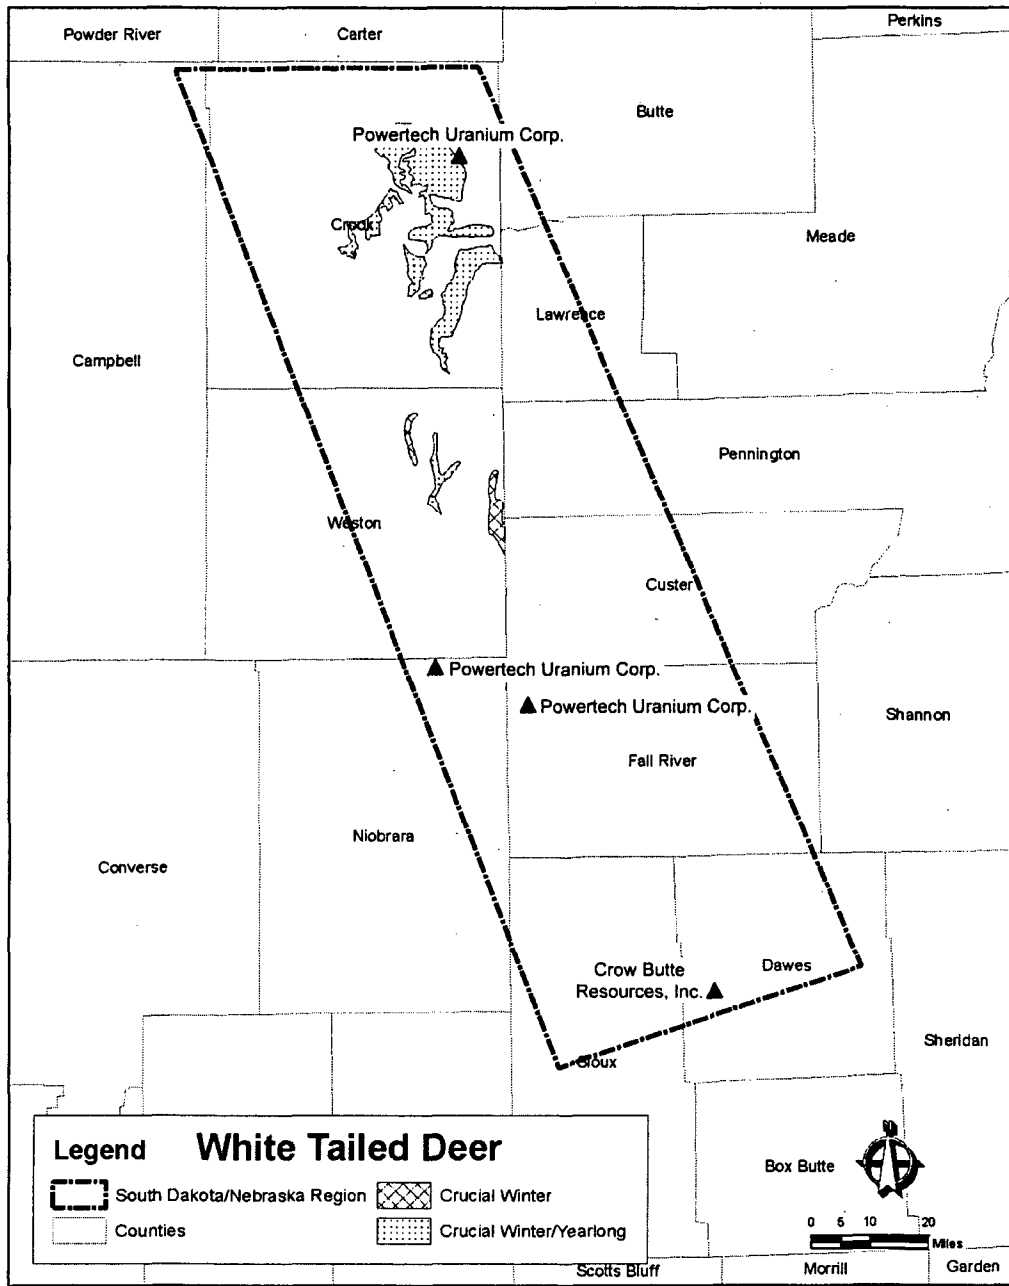 Perkins
Powder River
Carter
Butte
Powertech Uranium Corp.
Crook
Meade
Lawrence
Campbell
Pennington
Weston
Custer
Powertech Uranium Corp.
Powertech Uranium Corp.
Shannon
Fall River
Niobrara
Converse
Crow Butte
Resources, Inc.
Dawes
Sheridan
Sioux
Legend
White Tailed Deer
South Dakota/Nebraska Region
Crucial Winter
Counties
Crucial Winter/Yearlong
Box Butte
N
0 5 10 20
Miles
Scotts Bluff
Morrill
Garden